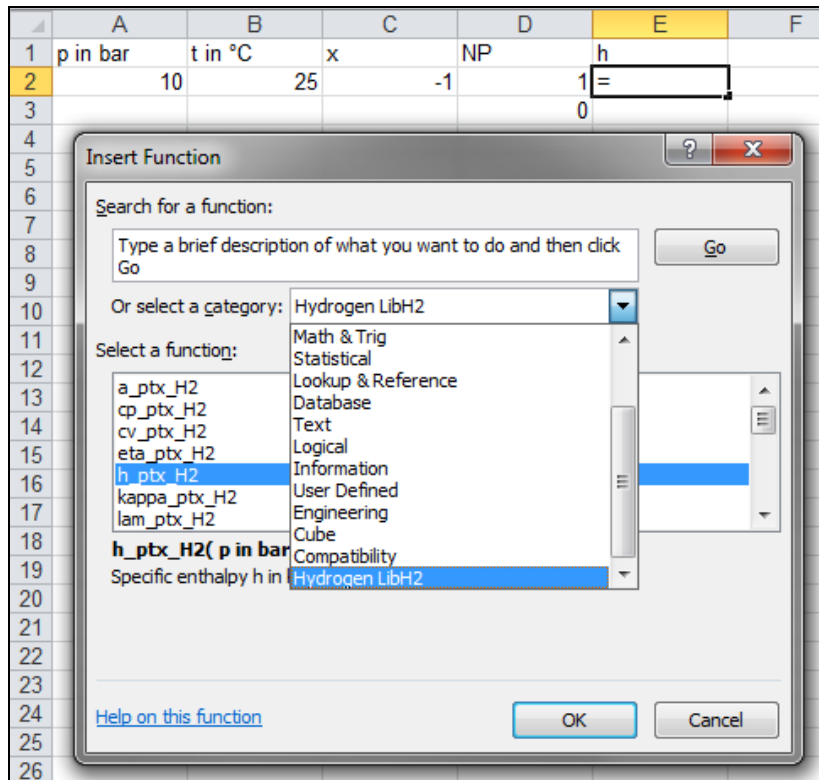 A B C D E F
1 p in bar t in °C x NP h
2 10 25 -1 1 =
3 0
4
Insert Function
5
6 Search for a function:
7
8 Type a brief description of what you want to do and then click Go
9
Go
10 Or select a category: Hydrogen LibH2
11 Math & Trig
Select a function:
12 Statistical
Lookup & Reference
13 a_ptx_H2 Database
14 cp_ptx_H2 Text
cv_ptx_H2 Logical
15 eta_ptx_H2 Information
16 h_ptx_H2 User Defined
17 kappa_ptx_H2 Engineering
lam_ptx_H2 Cube
18 h_ptx_H2( p in bar Compatibility
19 Specific enthalpy h in Hydrogen LibH2
20
21
22
23
24 Help on this function OK Cancel
25
26